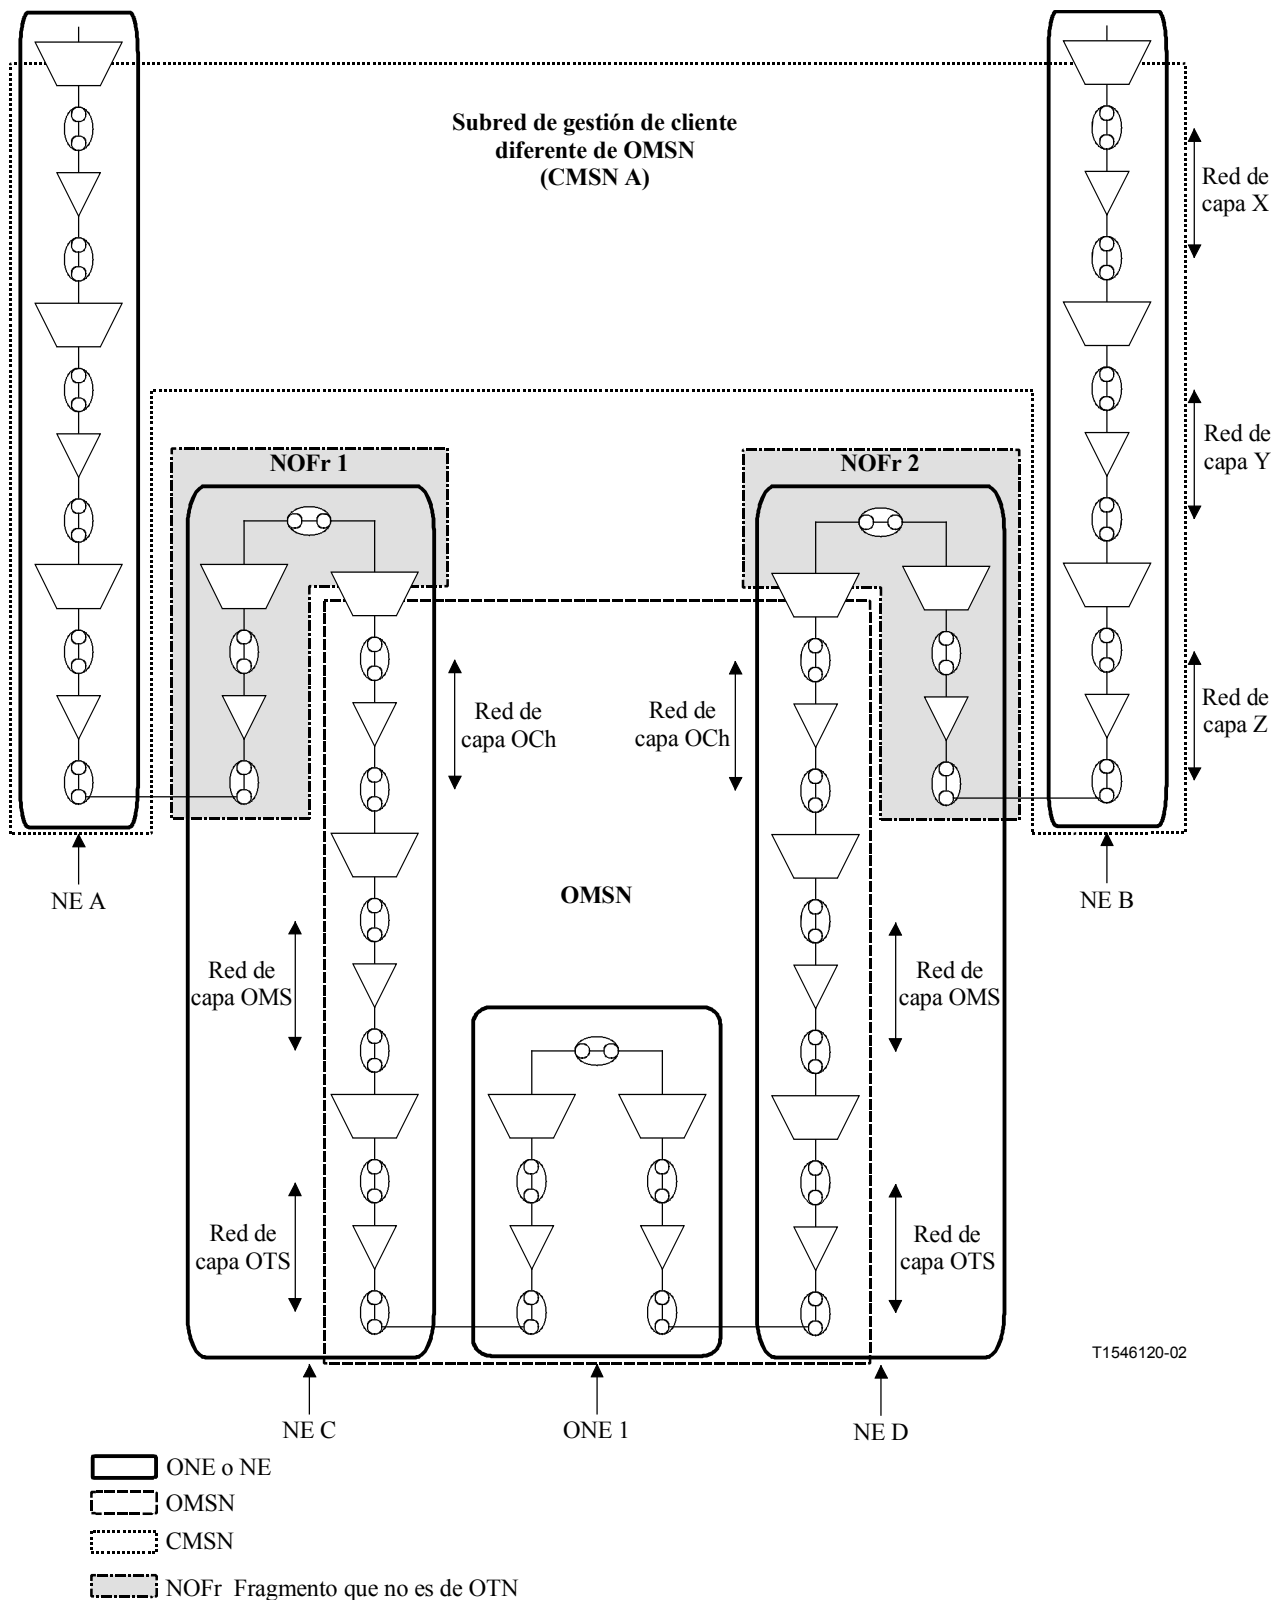 Subred de gestión de cliente
diferente de OMSN
(CMSN A)
Red de
capa X
Red de
capa Y
NOFr 1
NOFr 2
Red de
capa OCh
Red de
capa OCh
Red de
capa Z
NE A
OMSN
NE B
Red de
capa OMS
Red de
capa OMS
Red de
capa OTS
Red de
capa OTS
T1546120-02
NE C
ONE 1
NE D
ONE o NE
OMSN
CMSN
NOFr Fragmento que no es de OTN